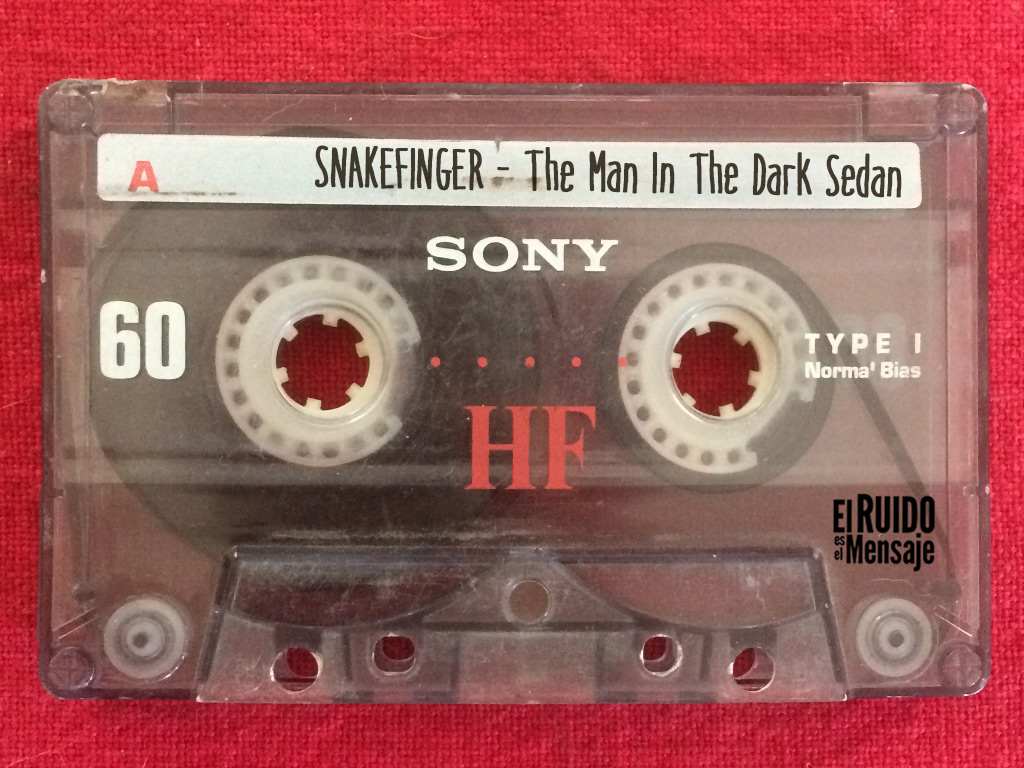 A
SNAKEFINGER - The Man In The Dark Sedan
SONY
60
TYPE I
Normal Bias
HF
El RUIDO
es el Mensaje